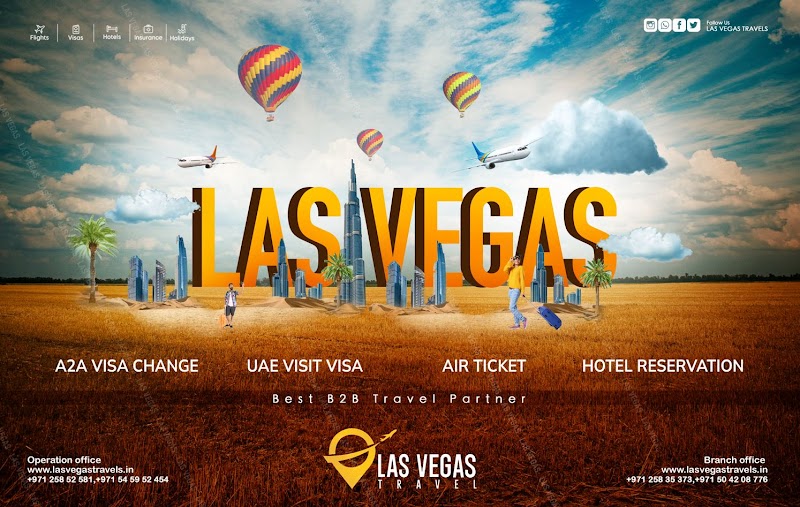 Flights
Visas
Hotels
Insurance
Holidays
Follow Us
LAS VEGAS TRAVELS
LAS VEGAS
A2A VISA CHANGE
UAE VISIT VISA
AIR TICKET
HOTEL RESERVATION
Best B2B Travel Partner
LAS VEGAS
TRAVEL
Operation office
www.lasvegastravels.in
+971 258 52 581,+971 54 59 52 454
Branch office
www.lasvegastravels.in
+971 258 35 373,+971 50 42 08 776